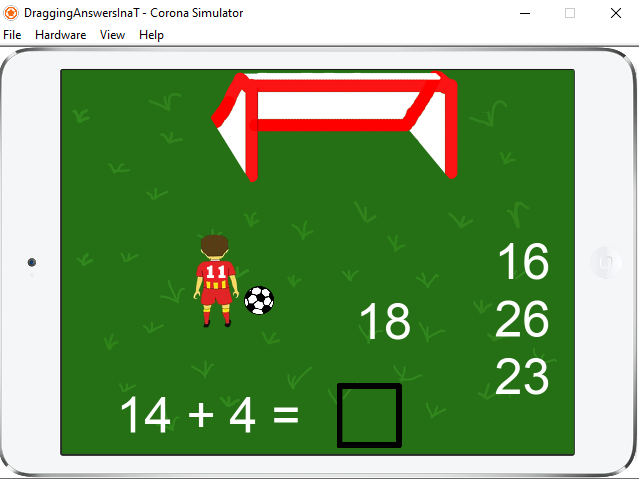 DraggingAnswersInaT - Corona Simulator
File Hardware View Help
11
16
18
26
23
14 + 4 =